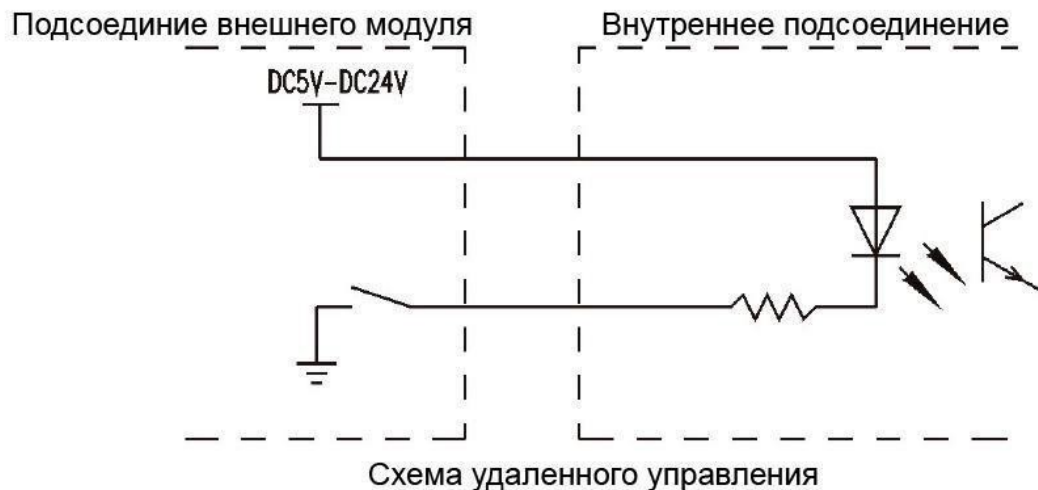 Подсоединие внешнего модуля
Внутреннее подсоединение
DC5V-DC24V
Схема удаленного управления